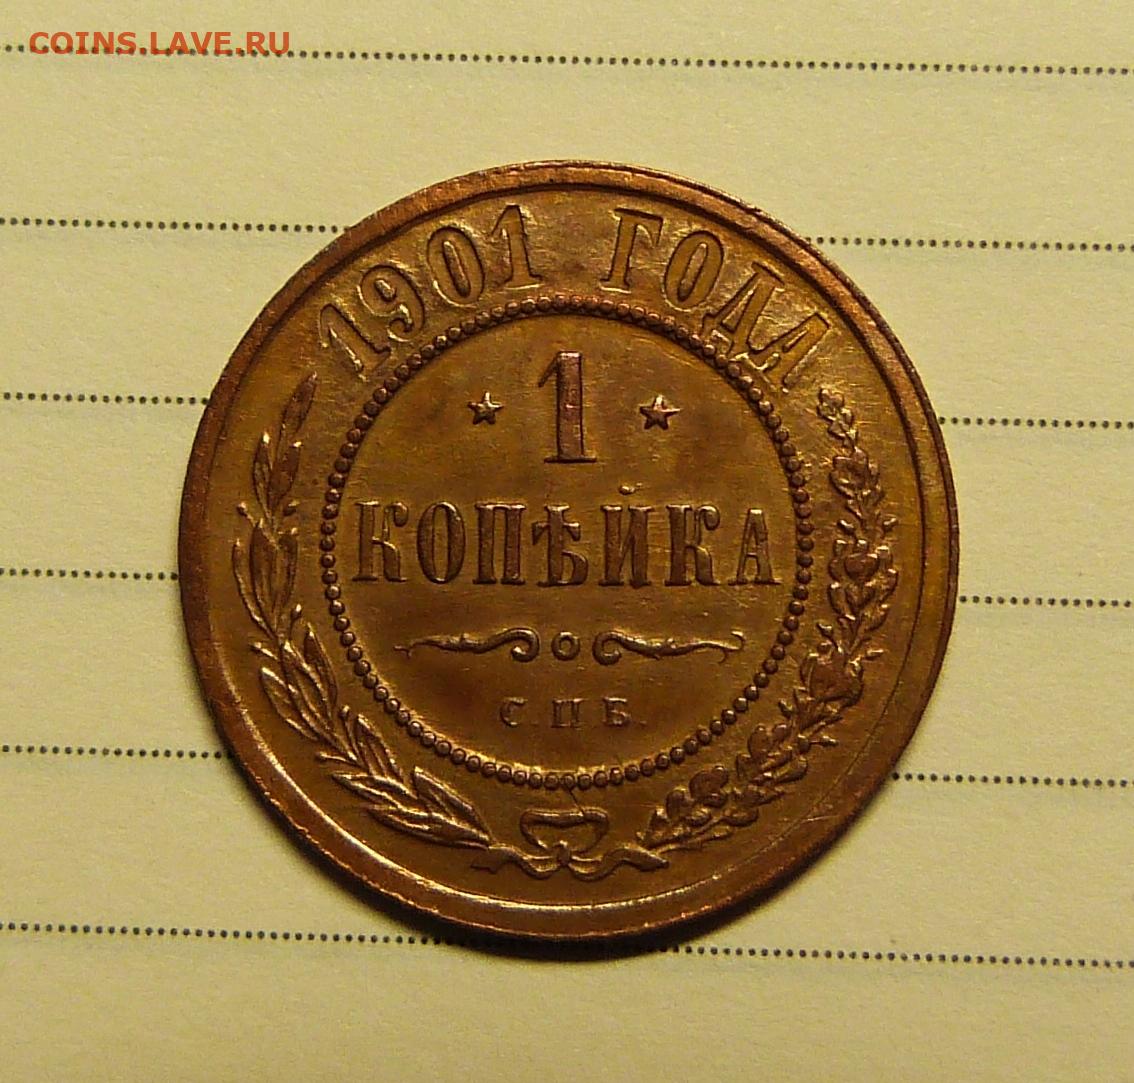 COINS.LAVE.RU
1901 ГОДА
1
КОПѢЙКА
С.П.Б.